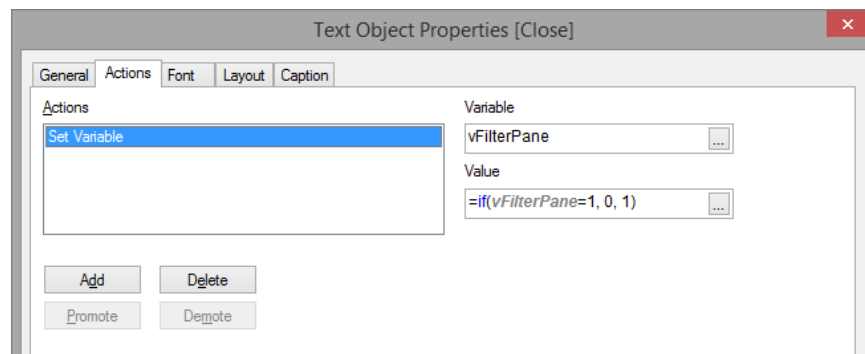 Text Object Properties [Close]
General Actions Font Layout Caption
Actions
Set Variable
Variable
vFilterPane
...
Value
=if(vFilterPane=1, 0, 1)
...
Add Delete
Promote Demote